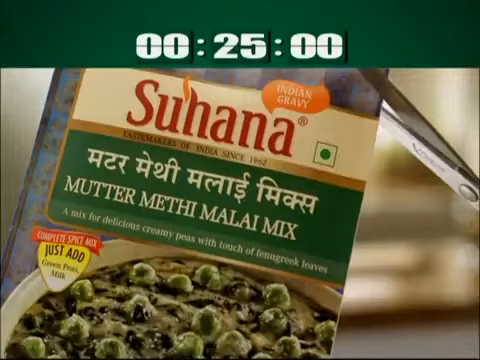 00:25:00
INDIAN
GRAVY
Suhana®
TASTEMAKERS OF INDIA SINCE 1962
मटर मेथी मलाई मिक्स
MUTTER METHI MALAI MIX
A mix for delicious creamy peas with touch of fenugreek leaves
COMPLETE SPICE MIX
JUST ADD
Green Peas,
Milk